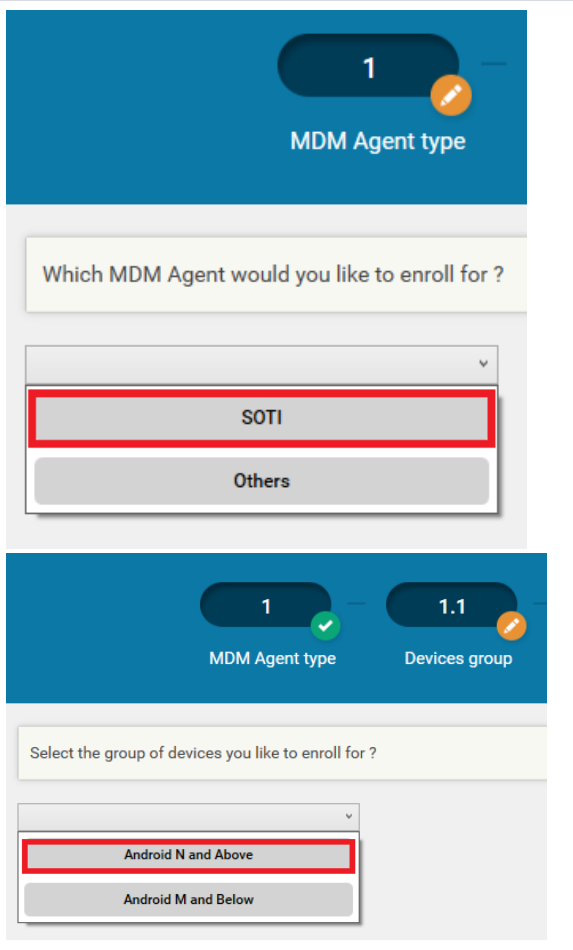 1
MDM Agent type
Which MDM Agent would you like to enroll for ?
SOTI
Others
1
1.1
MDM Agent type
Devices group
Select the group of devices you like to enroll for ?
Android N and Above
Android M and Below